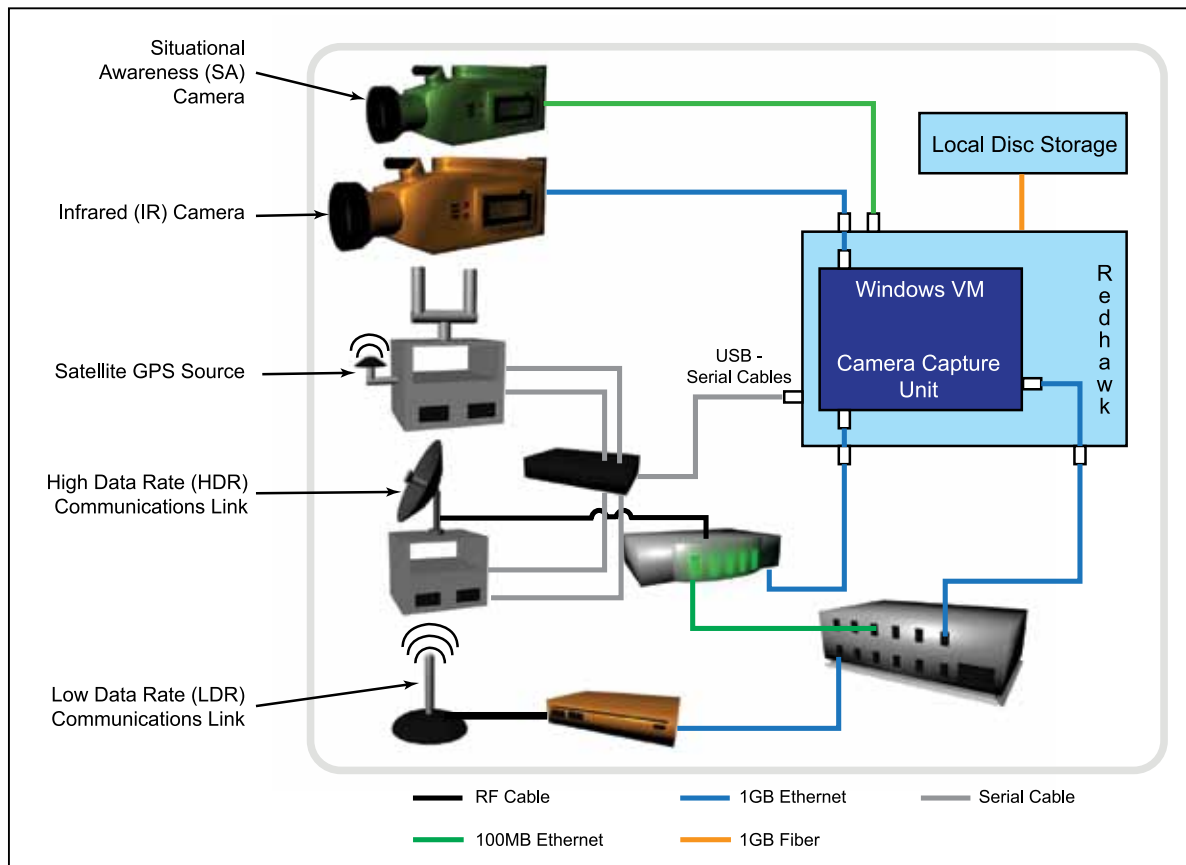 Situational
Awareness (SA)
Camera
Infrared (IR) Camera
Satellite GPS Source
High Data Rate (HDR)
Communications Link
Low Data Rate (LDR)
Communications Link
Local Disc Storage
Windows VM
Camera Capture
Unit
Redhawk
USB -
Serial Cables
RF Cable
1GB Ethernet
Serial Cable
100MB Ethernet
1GB Fiber